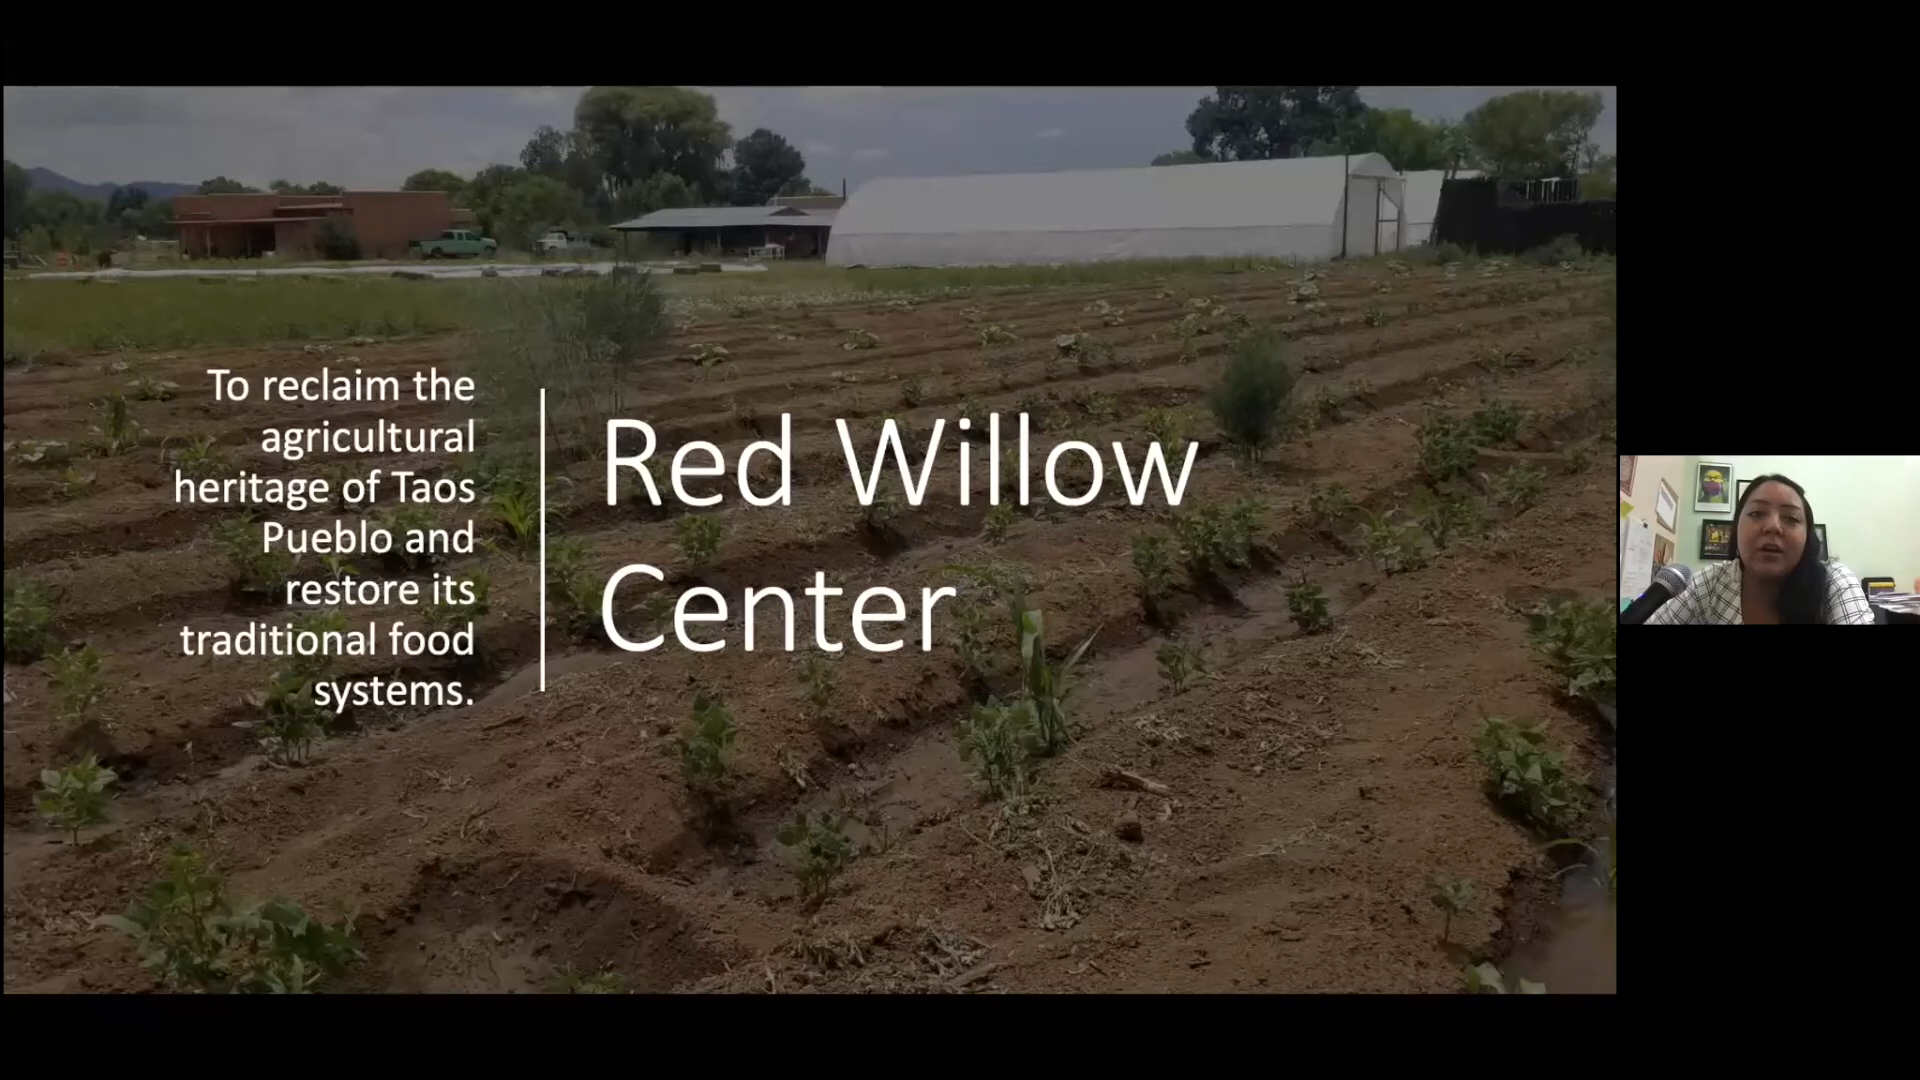 To reclaim the
agricultural
heritage of Taos
Pueblo and
restore its
traditional food
systems.
Red Willow
Center